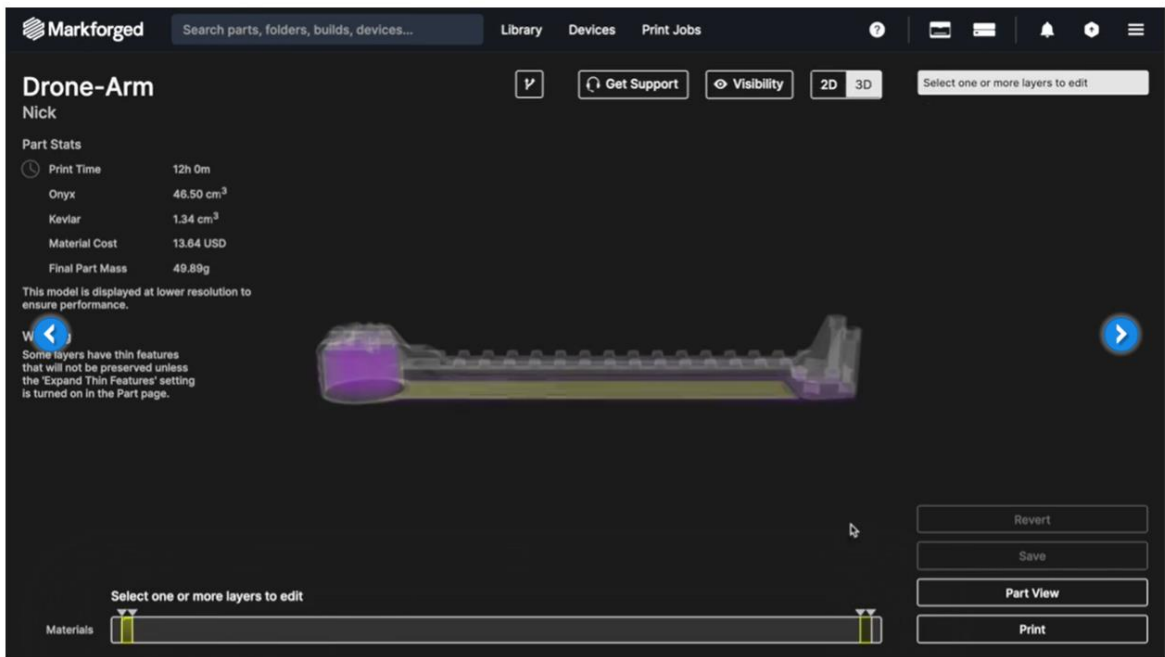 Markforged
Search parts, folders, builds, devices...
Library
Devices
Print Jobs
?
Drone-Arm
Nick
Get Support
Visibility
2D
3D
Select one or more layers to edit
Part Stats
Print Time 12h 0m
Onyx 46.50 cm³
Kevlar 1.34 cm³
Material Cost 13.64 USD
Final Part Mass 49.89g
This model is displayed at lower resolution to
ensure performance.
Some layers have thin features
that will not be preserved unless
the 'Expand Thin Features' setting
is turned on in the Part page.
Revert
Save
Part View
Print
Select one or more layers to edit
Materials